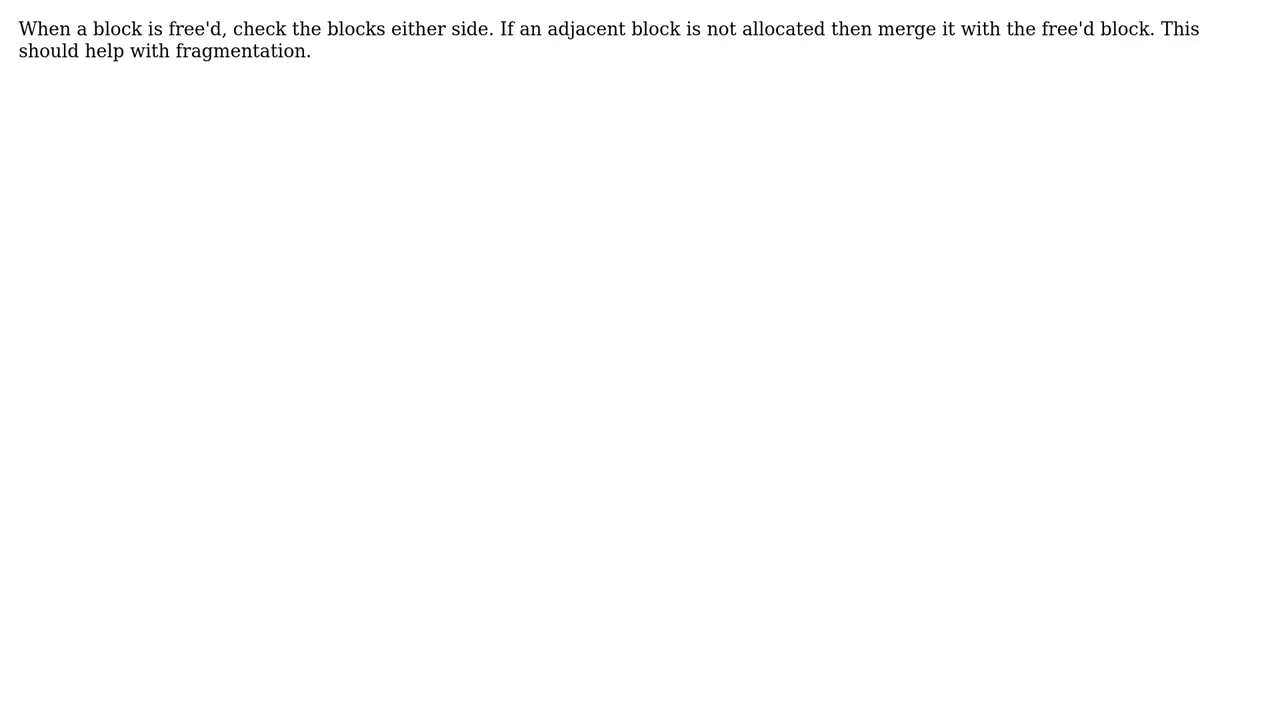 When a block is free'd, check the blocks either side. If an adjacent block is not allocated then merge it with the free'd block. This
should help with fragmentation.